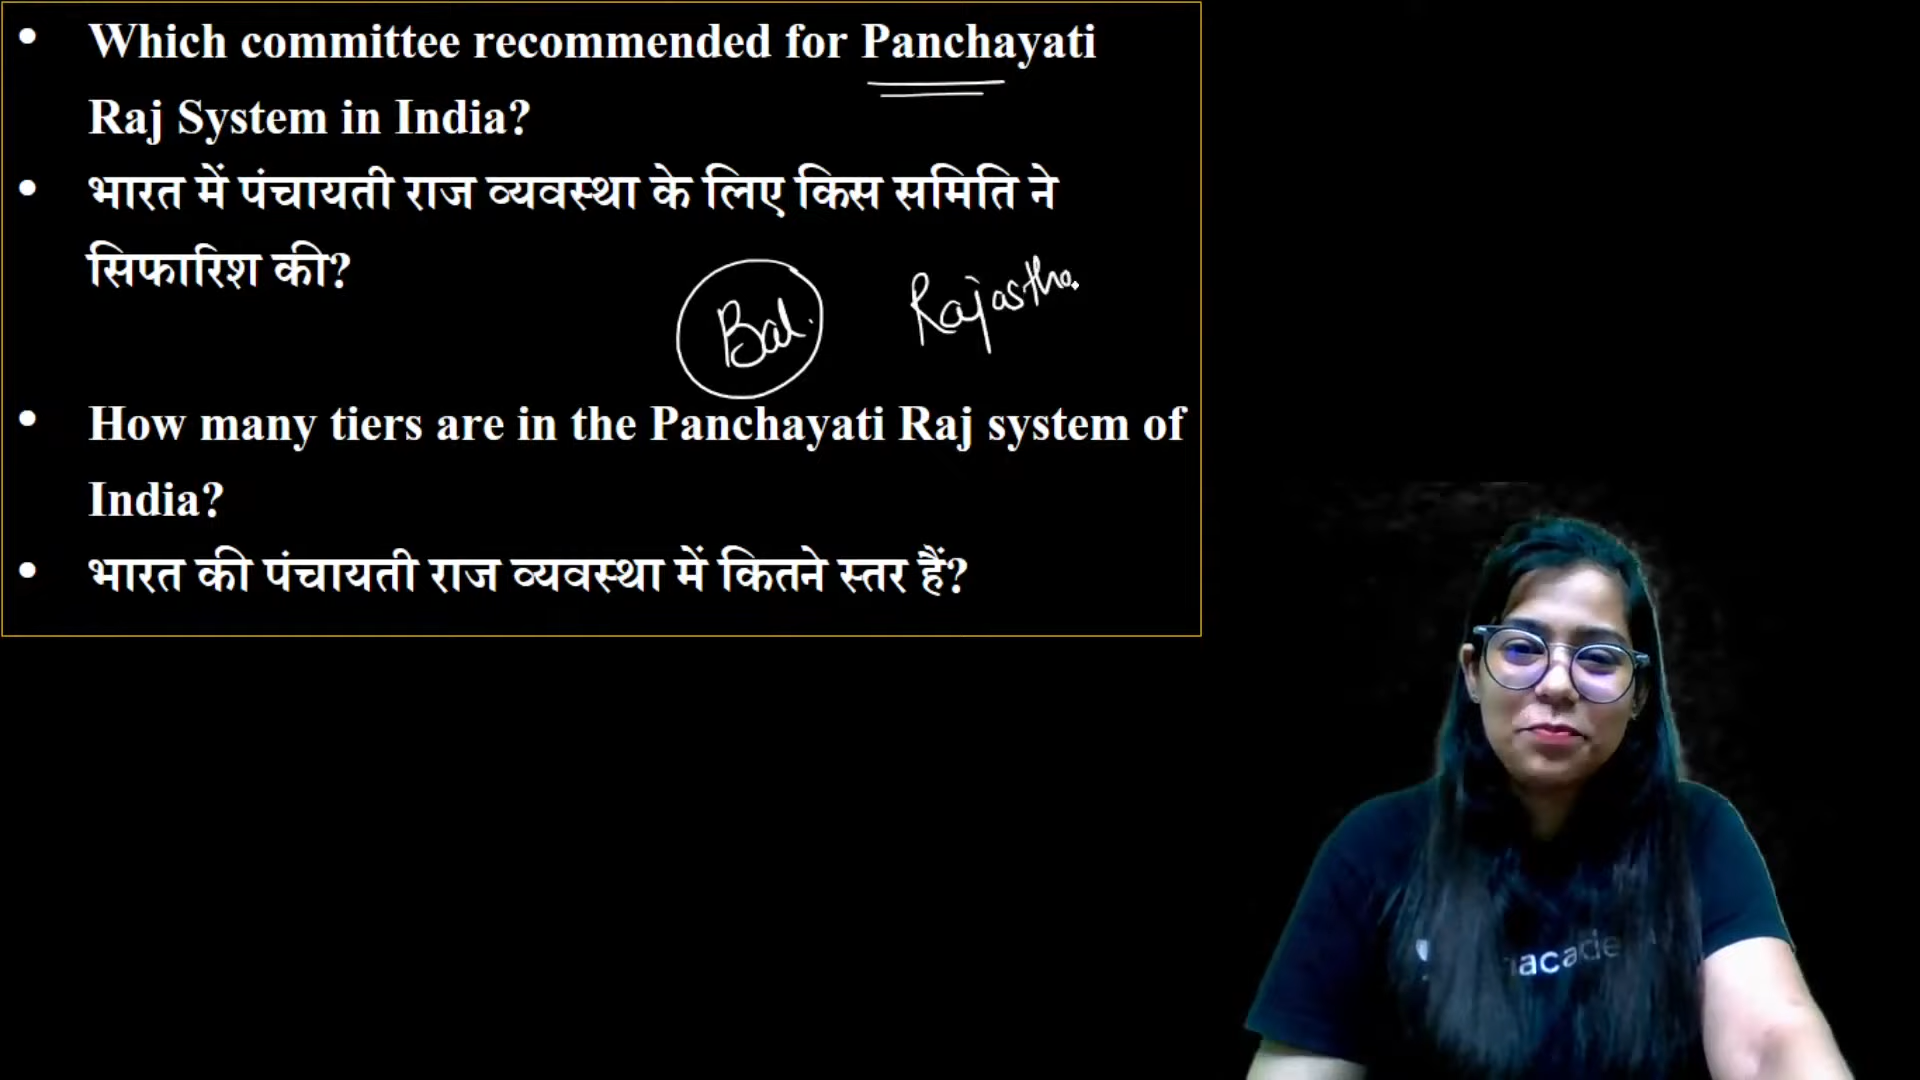 • Which committee recommended for Panchayati
Raj System in India?
• भारत में पंचायती राज व्यवस्था के लिए किस समिति ने
सिफारिश की?
Bal. Rajastha
• How many tiers are in the Panchayati Raj system of
India?
• भारत की पंचायती राज व्यवस्था में कितने स्तर हैं?